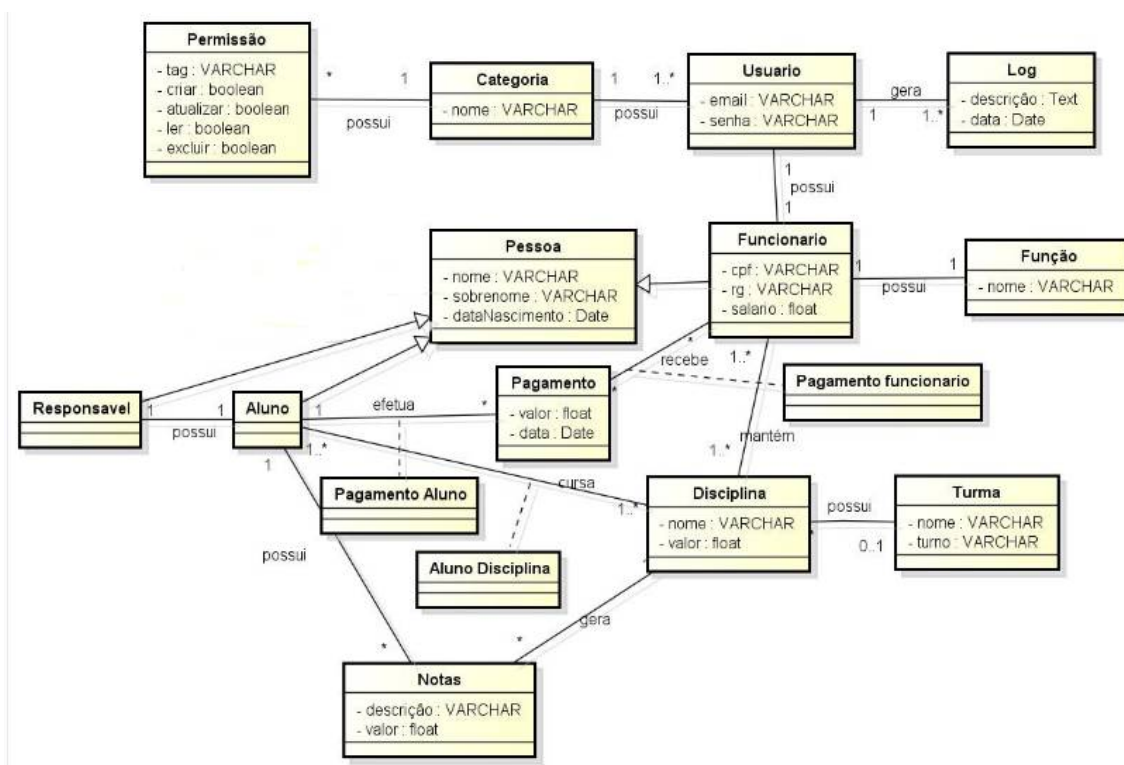 Permissão
- tag : VARCHAR
- criar : boolean
- atualizar : boolean
- ler : boolean
- excluir : boolean
*
possui
1
Categoria
- nome : VARCHAR
1
possui
1..*
Usuario
- email : VARCHAR
- senha : VARCHAR
gera
1
1..*
Log
- descrição : Text
- data : Date
1
possui
1
Pessoa
- nome : VARCHAR
- sobrenome : VARCHAR
- dataNascimento : Date
Funcionario
- cpf : VARCHAR
- rg : VARCHAR
- salario : float
1
possui
1
Função
- nome : VARCHAR
Responsavel
1
possui
1
Aluno
1
efetua
*
Pagamento
- valor : float
- data : Date
*
recebe
*
1..*
Pagamento funcionario
mantém
1..*
1..*
cursa
1..*
Pagamento Aluno
Aluno Disciplina
Disciplina
- nome : VARCHAR
- valor : float
possui
*
0..1
Turma
- nome : VARCHAR
- turno : VARCHAR
1
possui
*
gera
*
Notas
- descrição : VARCHAR
- valor : float